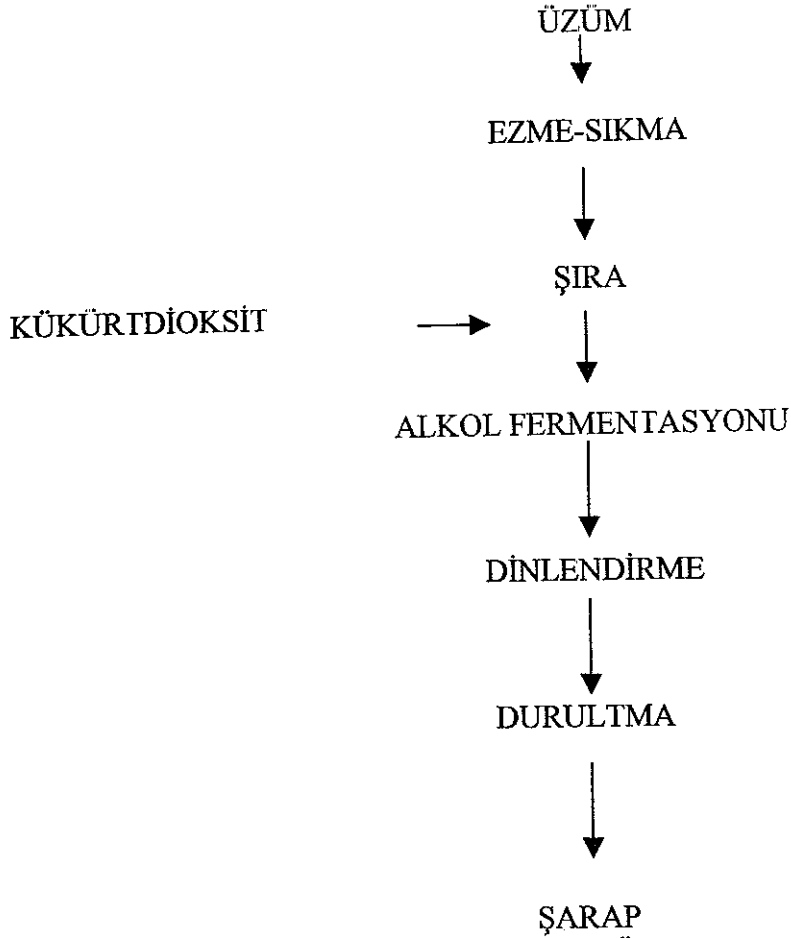 ÜZÜM
EZME-SIKMA
ŞIRA
KÜKÜRTDİOKSİT
ALKOL FERMENTASYONU
DİNLENDİRME
DURULTMA
ŞARAP